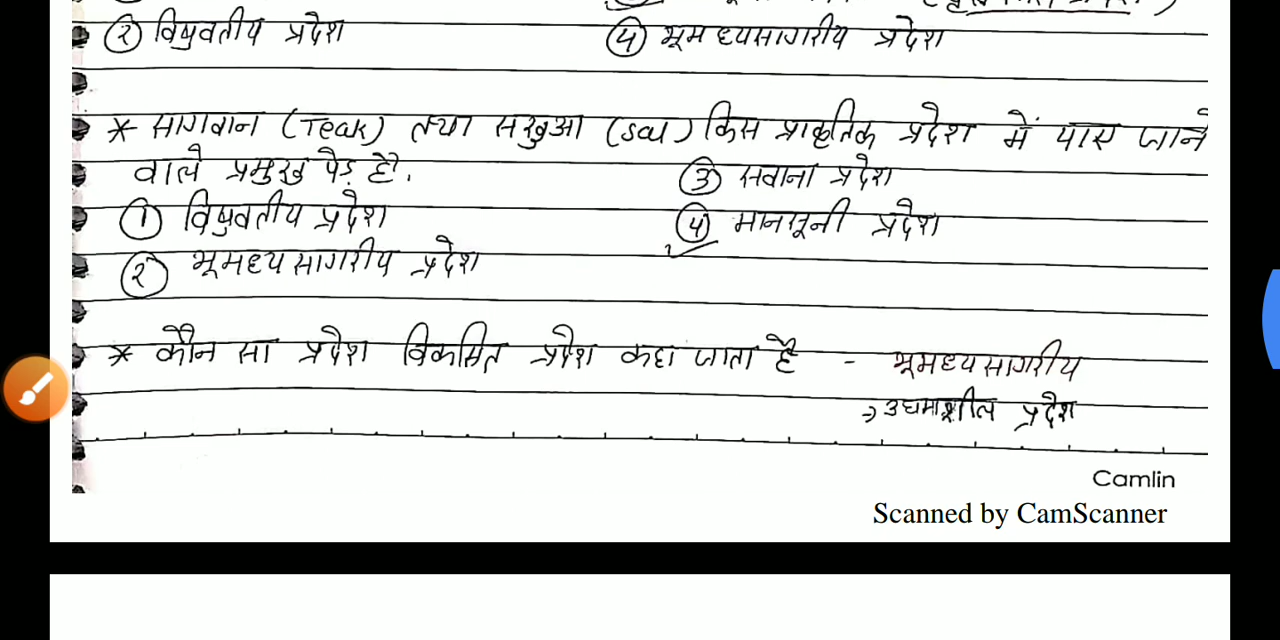 ② विषुवतीय प्रदेश ④ भूमध्यसागरीय प्रदेश
* सागवान (Teak) तथा सखुआ (Sal) किस प्राकृतिक प्रदेश में पाए जाने
वाले प्रमुख पेड़ है.
③ सवाना प्रदेश
① विषुवतीय प्रदेश ④ मानसूनी प्रदेश
② भूमध्यसागरीय प्रदेश
* कौन सा प्रदेश विकसित प्रदेश कहा जाता है - भूमध्यसागरीय
→ उद्यमशील प्रदेश
Camlin
Scanned by CamScanner